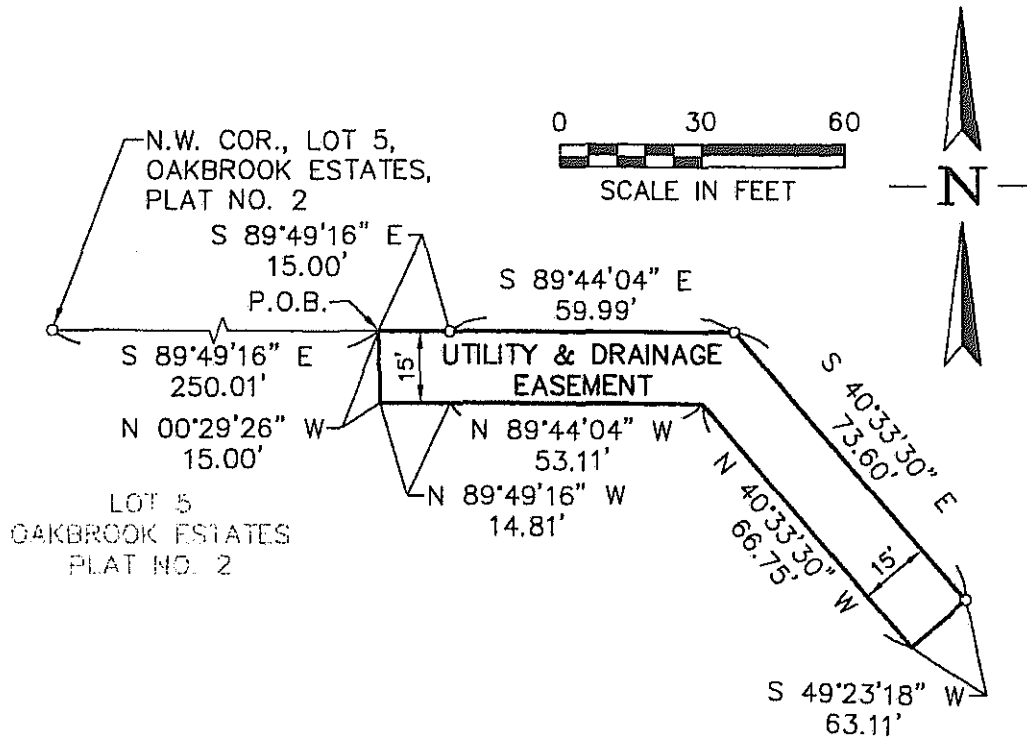 N.W. COR., LOT 5,
OAKBROOK ESTATES,
PLAT NO. 2
0 30 60
SCALE IN FEET
N
S 89°49'16" E
15.00'
P.O.B.
S 89°44'04" E
59.99'
S 89°49'16" E
250.01'
15'
UTILITY & DRAINAGE
EASEMENT
N 00°29'26" W
15.00'
N 89°44'04" W
53.11'
N 89°49'16" W
14.81'
S 40°33'30" E
73.60'
N 40°33'30" W
66.75'
15'
LOT 5
OAKBROOK ESTATES
PLAT NO. 2
S 49°23'18" W
63.11'